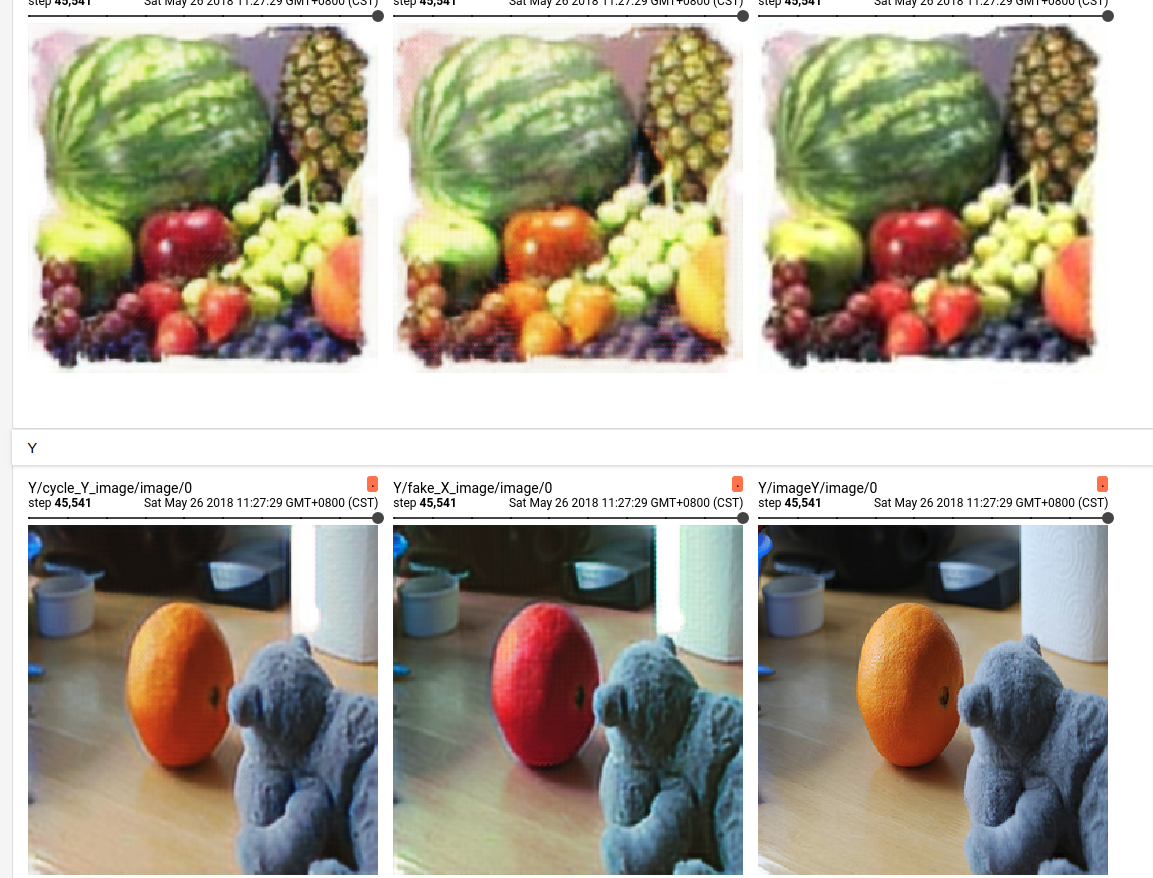 step 45,541 Sat May 26 2018 11:27:29 GMT+0800 (CST) step 45,541 Sat May 26 2018 11:27:29 GMT+0800 (CST) step 45,541 Sat May 26 2018 11:27:29 GMT+0800 (CST)
Y
Y/cycle_Y_image/image/0 . Y/fake_X_image/image/0 . Y/imageY/image/0 .
step 45,541 Sat May 26 2018 11:27:29 GMT+0800 (CST) step 45,541 Sat May 26 2018 11:27:29 GMT+0800 (CST) step 45,541 Sat May 26 2018 11:27:29 GMT+0800 (CST)